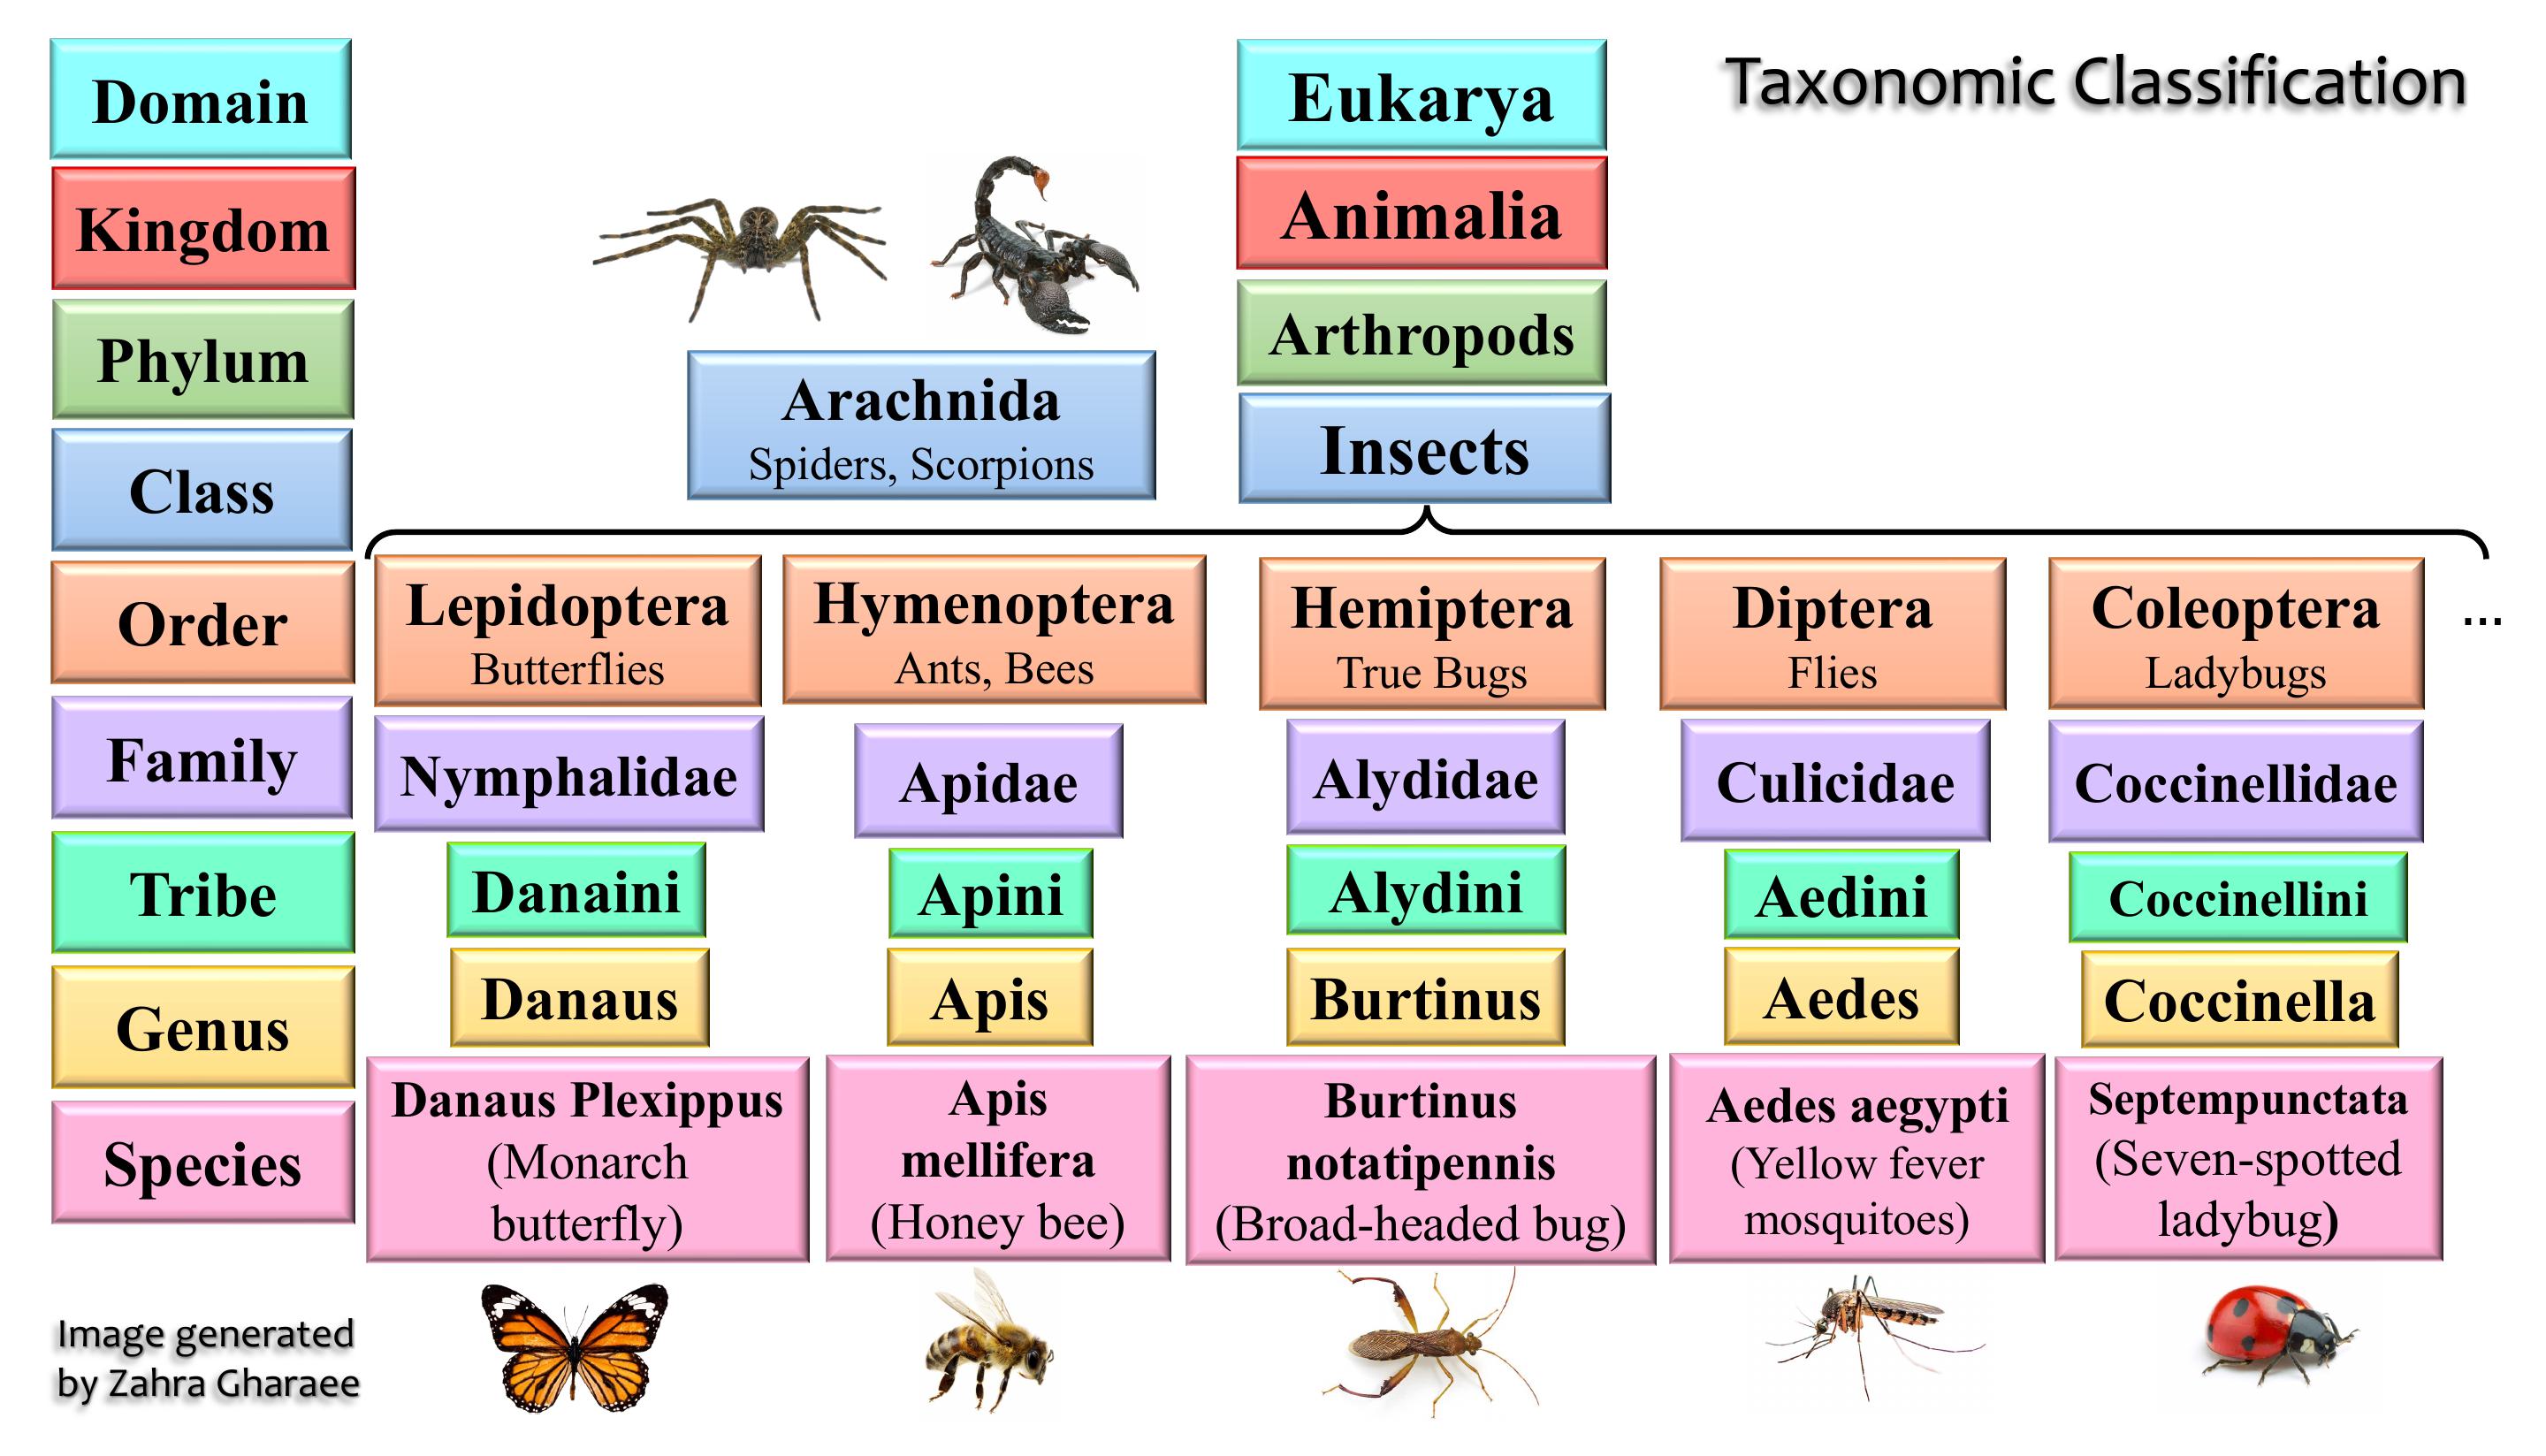 Taxonomic Classification
Domain
Kingdom
Phylum
Class
Order
Family
Tribe
Genus
Species
Eukarya
Animalia
Arthropods
Arachnida
Spiders, Scorpions
Insects
Lepidoptera
Butterflies
Hymenoptera
Ants, Bees
Hemiptera
True Bugs
Diptera
Flies
Coleoptera
Ladybugs
...
Nymphalidae
Apidae
Alydidae
Culicidae
Coccinellidae
Danaini
Apini
Alydini
Aedini
Coccinellini
Danaus
Apis
Burtinus
Aedes
Coccinella
Danaus Plexippus
(Monarch
butterfly)
Apis
mellifera
(Honey bee)
Burtinus
notatipennis
(Broad-headed bug)
Aedes aegypti
(Yellow fever
mosquitoes)
Septempunctata
(Seven-spotted
ladybug)
Image generated
by Zahra Gharaee